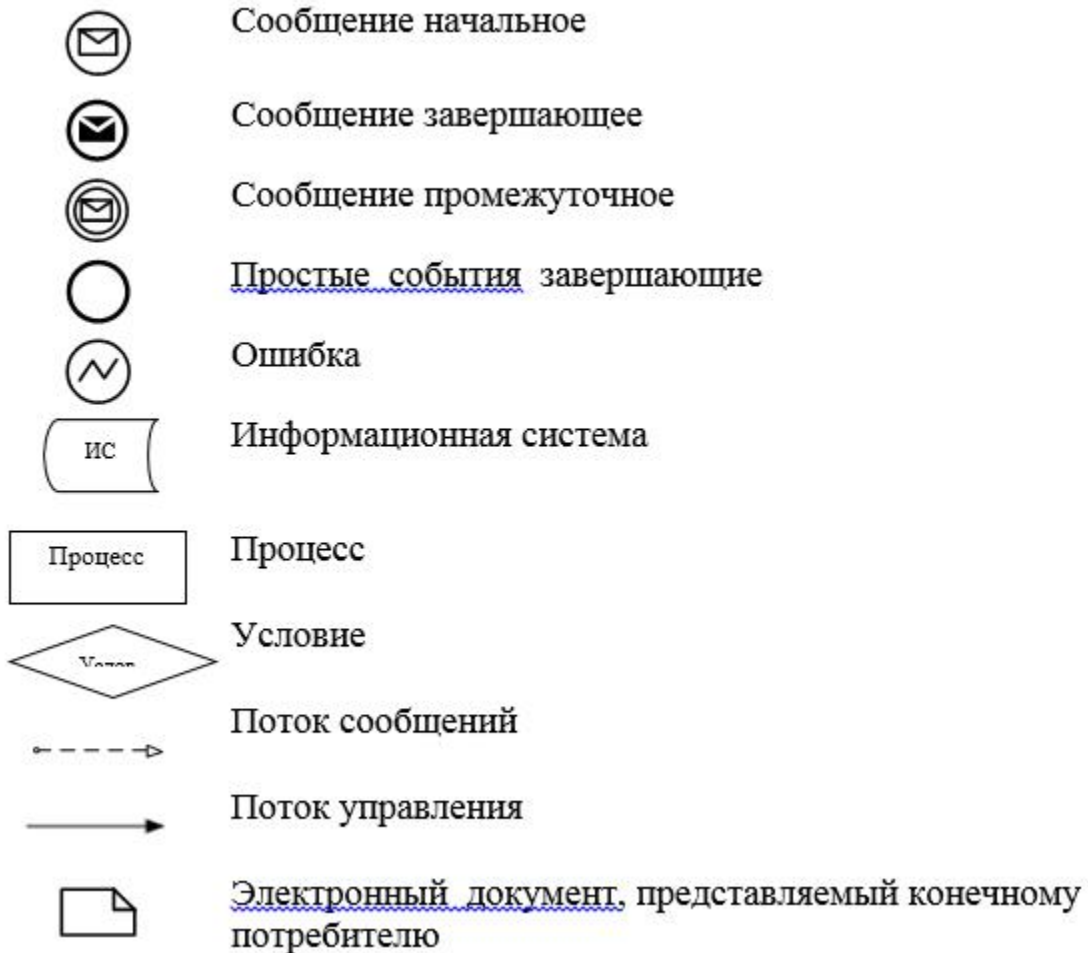 Сообщение начальное
Сообщение завершающее
Сообщение промежуточное
Простые события завершающие
Ошибка
ИС
Информационная система
Процесс
Процесс
Условие
Поток сообщений
Поток управления
Электронный документ, представляемый конечному
потребителю